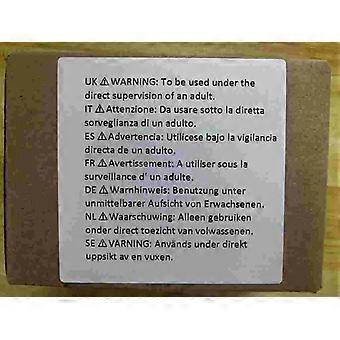 UK ⚠WARNING: To be used under the
direct supervision of an adult.
IT ⚠Attenzione: Da usare sotto la diretta
sorveglianza di un adulto.
ES ⚠Advertencia: Utilícese bajo la vigilancia
directa de un adulto.
FR ⚠Avertissement: A utiliser sous la
surveillance d' un adulte.
DE ⚠Warnhinweis: Benutzung unter
unmittelbarer Aufsicht von Erwachsenen.
NL ⚠Waarschuwing: Alleen gebruiken
onder direct toezicht van volwassenen.
SE ⚠VARNING: Används under direkt
uppsikt av en vuxen.